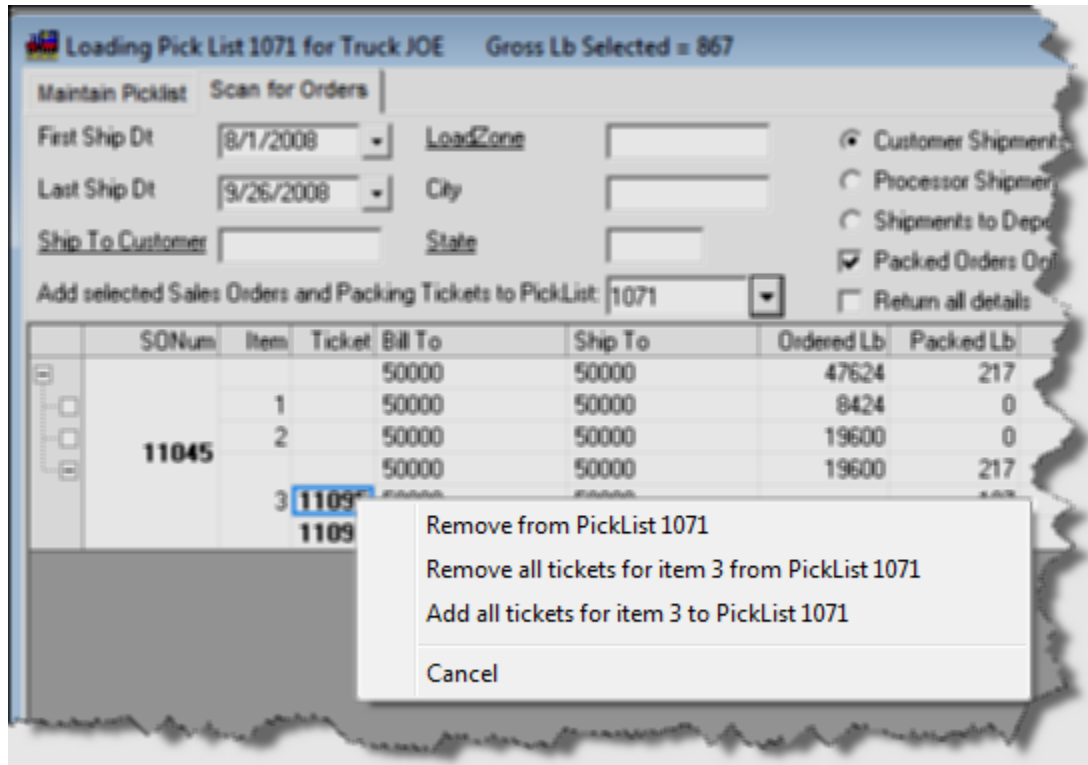 Loading Pick List 1071 for Truck JOE Gross Lb Selected = 867
Maintain Picklist Scan for Orders
First Ship Dt 8/1/2008 LoadZone Customer Shipments
Last Ship Dt 9/26/2008 City Processor
Ship To Customer State Shipments to
Packed Orders
Add selected Sales Orders and Packing Tickets to PickList: 1071 Return all details
SONum Item Ticket Bill To Ship To Ordered Lb Packed Lb
50000 50000 47624 217
1 50000 50000 8424 0
2 50000 50000 19600 0
11045
50000 50000 19600 217
3
Remove from PickList 1071
Remove all tickets for item 3 from PickList 1071
Add all tickets for item 3 to PickList 1071
Cancel